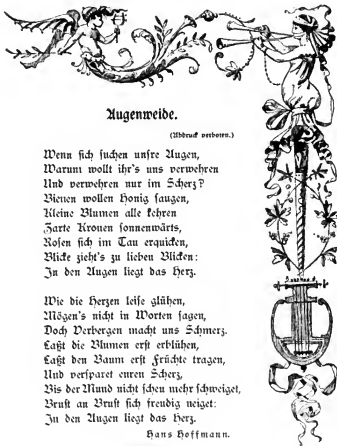 Augenweide.
(Abdruck verboten.)
Wenn sich suchen unsre Augen,
Warum wollt ihr's uns verwehren
Und verwehren nur im Scherz?
Bienen wollen Honig saugen,
Kleine Blumen alle kehren
Zarte Kronen sonnenwärts,
Rosen sich im Tau erquicken,
Blicke zieht's zu lieben Blicken:
In den Augen liegt das Herz.
Wie die Herzen leise glühen,
Mögen's nicht in Worten sagen,
Doch Verbergen macht uns Schmerz.
Laßt die Blumen erst erblühen,
Laßt den Baum erst Früchte tragen,
Und versparet euren Scherz,
Bis der Mund nicht scheu mehr schweiget,
Brust an Brust sich freudig neiget:
In den Augen liegt das Herz.
Hans Hoffmann.